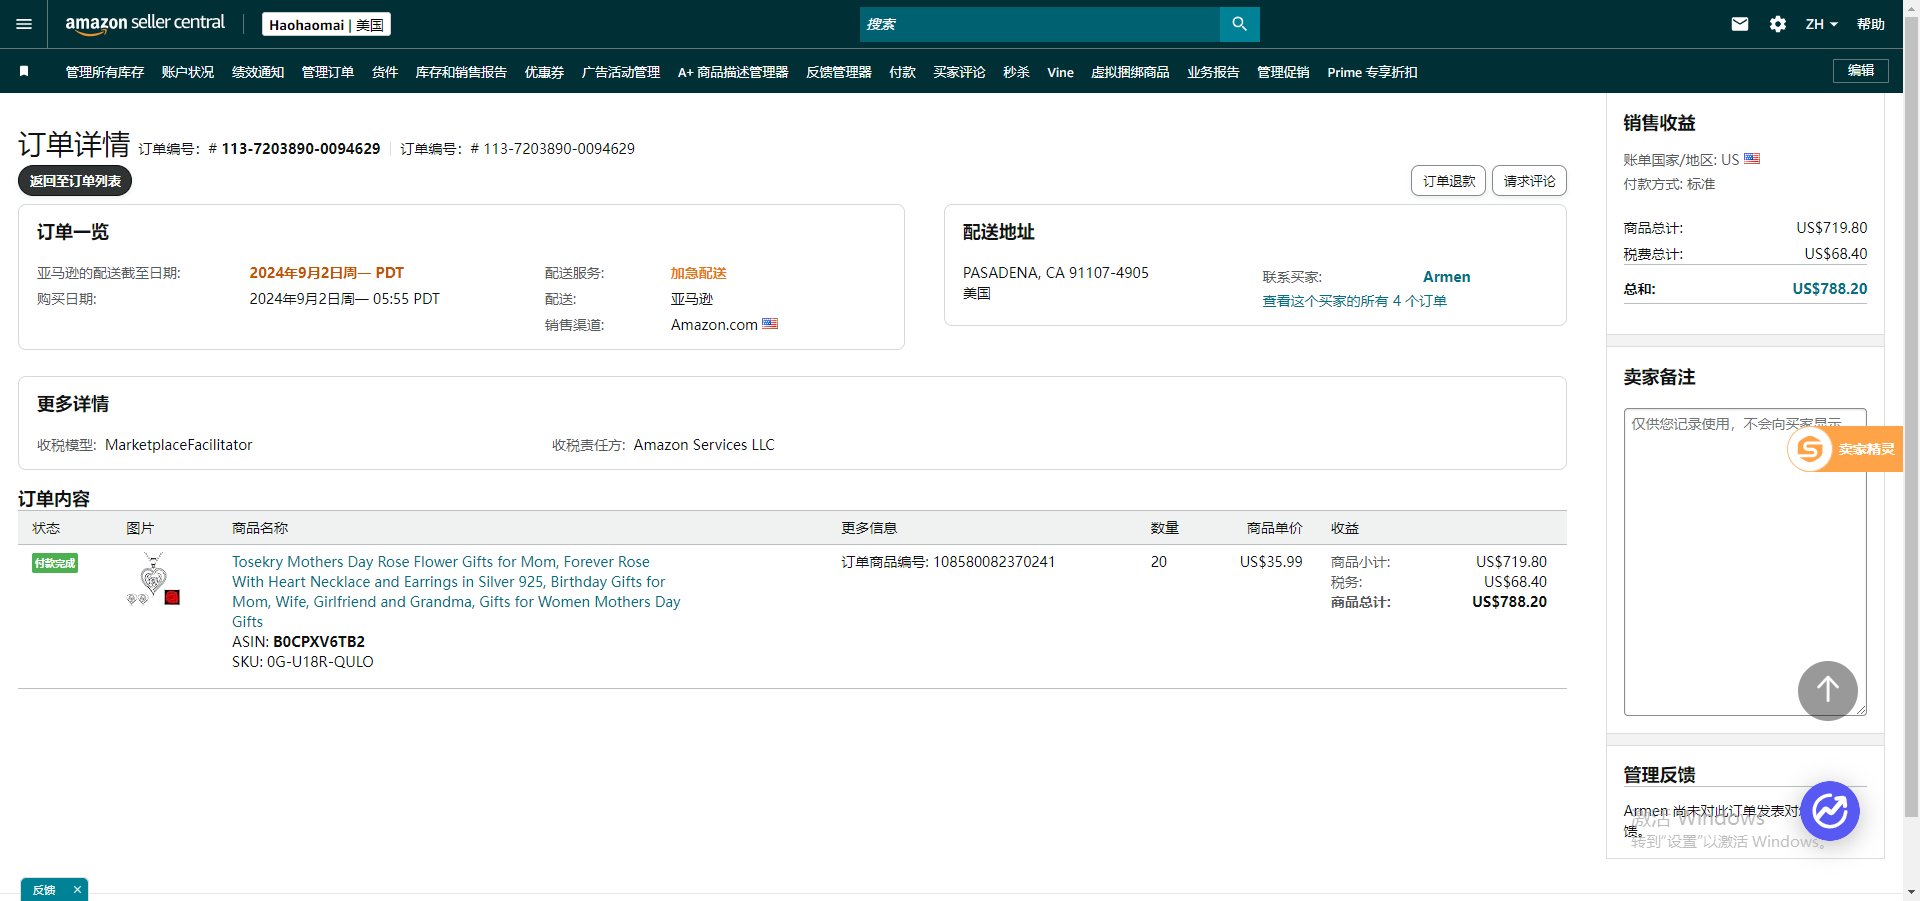 amazon seller central
Haohaomai | 美国
搜索
ZH
帮助
管理所有库存 账户状况 绩效通知 管理订单 货件 库存和销售报告 优惠券 广告活动管理 A+ 商品描述管理器 反馈管理器 付款 买家评论 秒杀 Vine 虚拟捆绑商品 业务报告 管理促销 Prime 专享折扣
编辑
订单详情 订单编号: # 113-7203890-0094629 订单编号: # 113-7203890-0094629
返回至订单列表
订单退款 请求评论
订单一览
亚马逊的配送截至日期: 2024年9月2日周一 PDT
购买日期: 2024年9月2日周一 05:55 PDT
配送服务: 加急配送
配送: 亚马逊
销售渠道: Amazon.com
配送地址
PASADENA, CA 91107-4905
美国
联系买家: Armen
查看这个买家的所有 4 个订单
更多详情
收税模型: MarketplaceFacilitator 收税责任方: Amazon Services LLC
订单内容
状态 图片 商品名称 更多信息 数量 商品单价 收益
付款完成
Tosekry Mothers Day Rose Flower Gifts for Mom, Forever Rose
With Heart Necklace and Earrings in Silver 925, Birthday Gifts for
Mom, Wife, Girlfriend and Grandma, Gifts for Women Mothers Day
Gifts
ASIN: B0CPXV6TB2
SKU: 0G-U18R-QULO
订单商品编号: 108580082370241
20
US$35.99
商品小计: US$719.80
税务: US$68.40
商品总计: US$788.20
销售收益
账单国家/地区: US
付款方式: 标准
商品总计: US$719.80
税费总计: US$68.40
总和: US$788.20
卖家备注
仅供您记录使用，不会向买家显示
卖家精灵
管理反馈
Armen 尚未对此订单发表对
馈。
激活 Windows
转到“设置”以激活 Windows。
反馈 ×